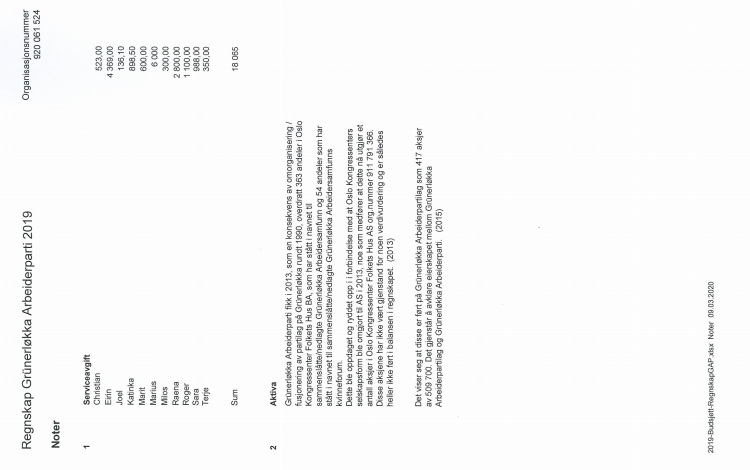 Regnskap Grünerløkka Arbeiderparti 2019
Organisasjonsnummer
920 061 524
Noter
1 Serviceavgift
Christian 523,00
Eirin 4 369,00
Joel 136,10
Katinka 898,50
Marit 600,00
Marius 6 000
Milos 300,00
Raena 2 800,00
Roger 1 100,00
Sara 988,00
Terje 350,00
Sum 18 065
2 Aktiva
Grünerløkka Arbeiderparti fikk i 2013, som en konsekvens av omorganisering /
fusjonering av partilag på Grünerløkka rundt 1990, overdratt 363 andeler i Oslo
Kongressenter Folkets Hus BA, som har stått i navnet til
sammenslåtte/nedlagte Grünerløkka Arbeidersamfunn og 54 andeler som har
stått i navnet til sammenslåtte/nedlagte Grünerløkka Arbeidersamfunns
kvinneforum.
Dette ble oppdaget og ryddet opp i i forbindelse med at Oslo Kongressenters
selskapsform ble omgjort til AS i 2013, noe som medfører at dette nå utgjør et
antall aksjer i Oslo Kongressenter Folkets Hus AS org.nummer 911 791 366.
Disse aksjene har ikke vært gjenstand for noen verdivurdering og er således
heller ikke ført i balansen i regnskapet. (2013)
Det viser seg at disse er ført på Grünerløkka Arbeiderpartilag som 417 aksjer
av 509 700. Det gjenstår å avklare eierskapet mellom Grünerløkka
Arbeiderpartilag og Grünerløkka Arbeiderparti. (2015)
2019-Budsjett-RegnskapGAP.xlsx Noter 09.03.2020